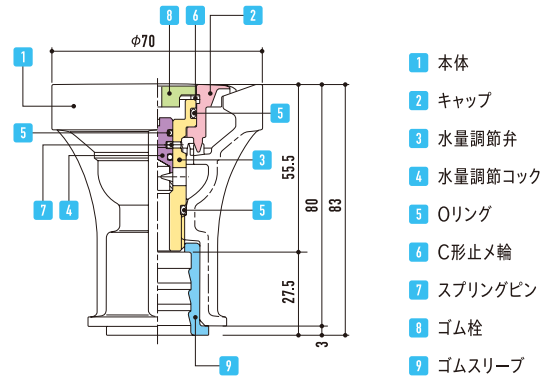 8
6
2
φ70
1
5
5
3
7
4
5
9
55.5
27.5
80
83
3
1 本体
2 キャップ
3 水量調節弁
4 水量調節コック
5 Oリング
6 C形止メ輪
7 スプリングピン
8 ゴム栓
9 ゴムスリーブ